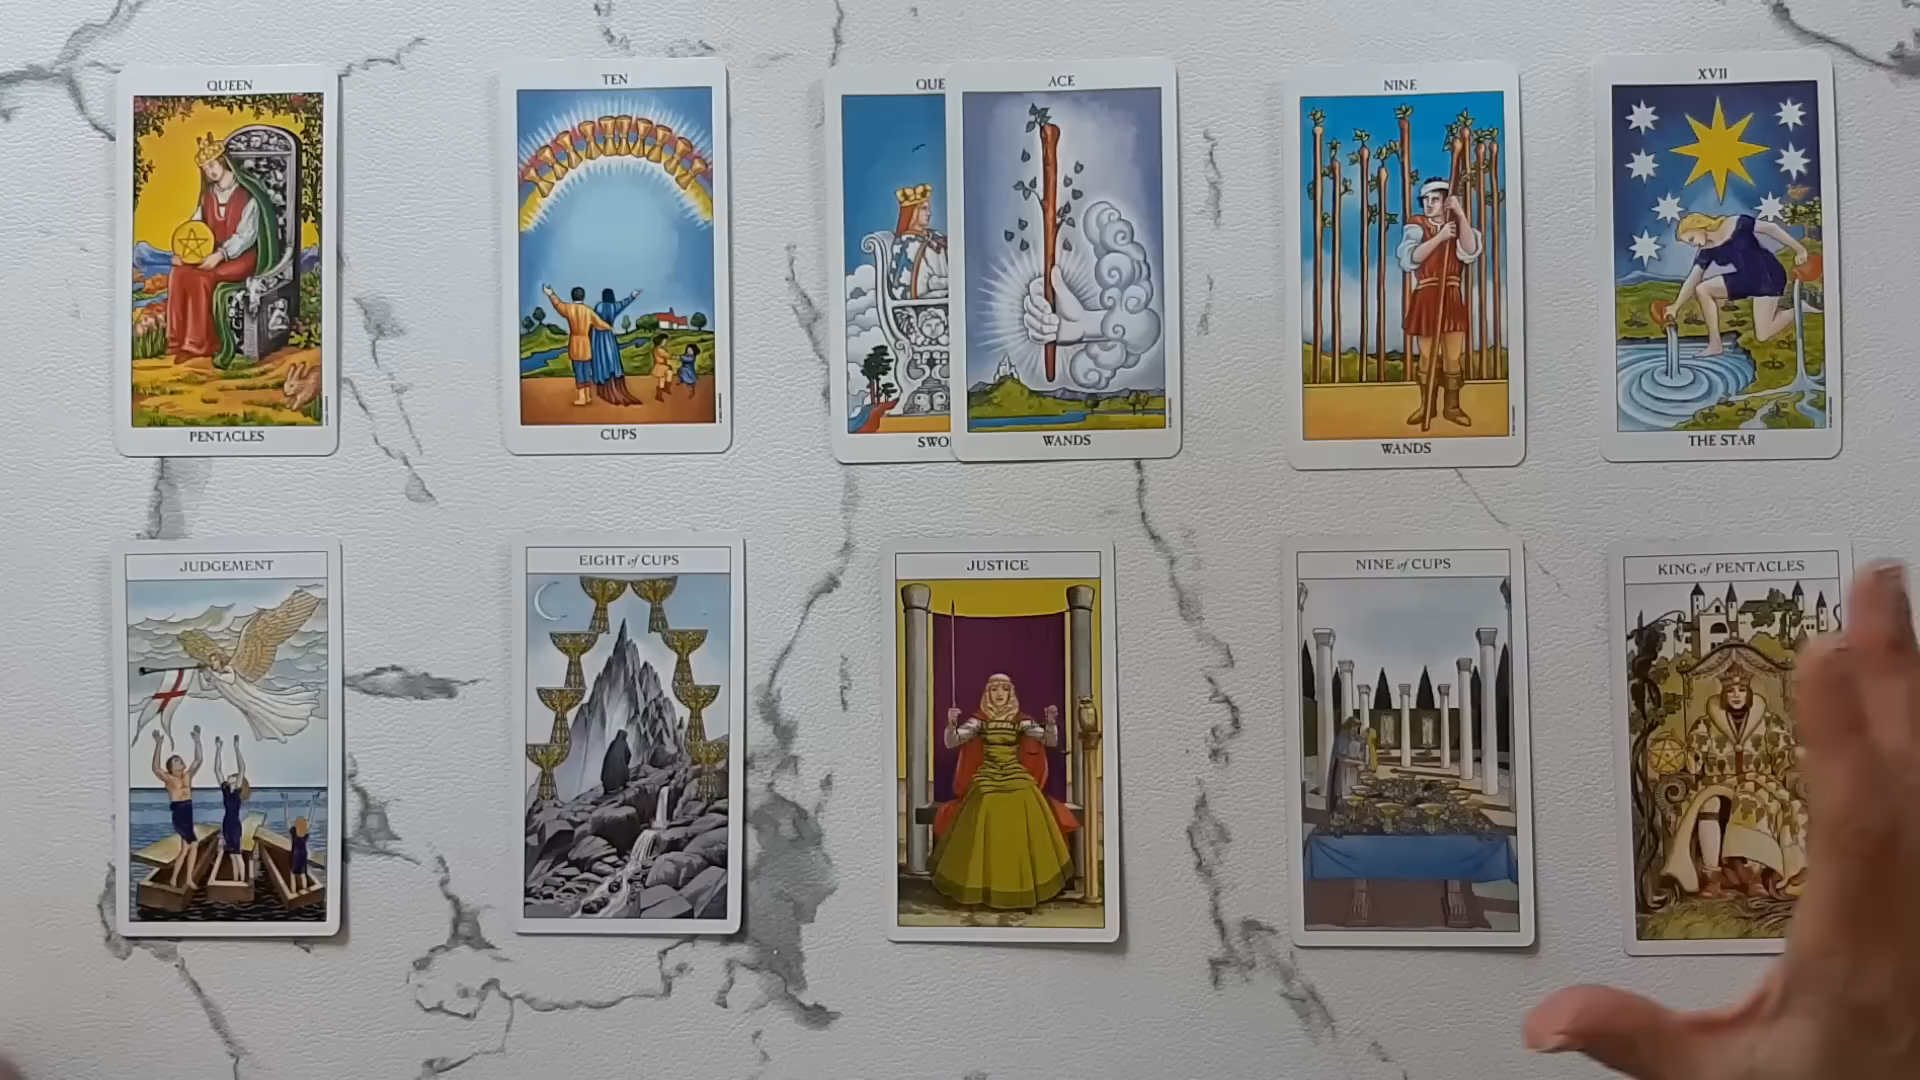 QUEEN
PENTACLES
TEN
CUPS
QUE
SWO
ACE
WANDS
NINE
WANDS
XVII
THE STAR
JUDGEMENT
EIGHT of CUPS
JUSTICE
NINE of CUPS
KING of PENTACLES